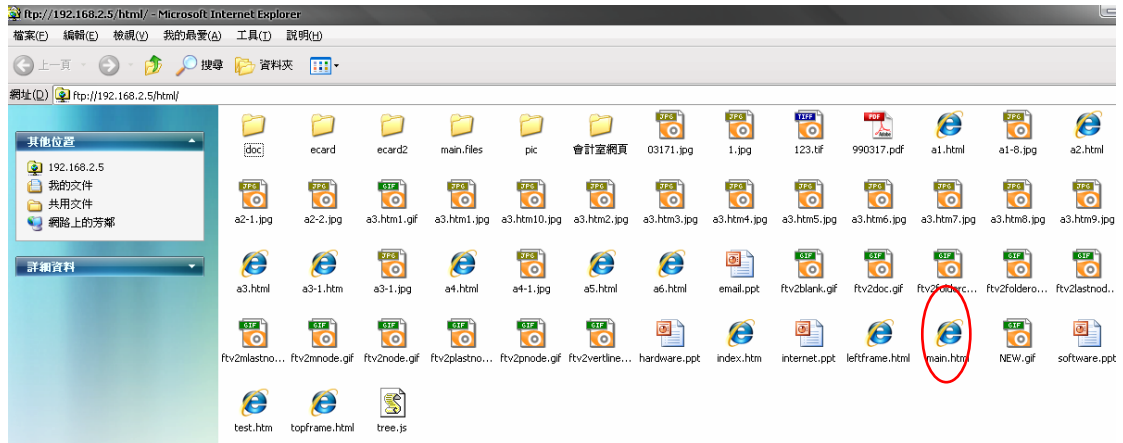 ftp://192.168.2.5/html/ - Microsoft Internet Explorer
檔案(F) 編輯(E) 檢視(V) 我的最愛(A) 工具(T) 說明(H)
上一頁 搜尋 資料夾
網址(D) ftp://192.168.2.5/html/
其他位置
192.168.2.5
我的文件
共用文件
網路上的芳鄰
詳細資料
doc ecard ecard2 main.files pic 會計室網頁 03171.jpg 1.jpg 123.tif 990317.pdf a1.html a1-8.jpg a2.html
a2-1.jpg a2-2.jpg a3.htm1.gif a3.htm1.jpg a3.htm10.jpg a3.htm2.jpg a3.htm3.jpg a3.htm4.jpg a3.htm5.jpg a3.htm6.jpg a3.htm7.jpg a3.htm8.jpg a3.htm9.jpg
a3.html a3-1.htm a3-1.jpg a4.html a4-1.jpg a5.html a6.html email.ppt ftv2blank.gif ftv2doc.gif ftv2folderc... ftv2foldero... ftv2lastnod...
ftv2mlastno... ftv2mnode.gif ftv2node.gif ftv2plastno... ftv2pnode.gif ftv2vertline... hardware.ppt index.htm internet.ppt leftframe.html main.html NEW.gif software.ppt
test.htm topframe.html tree.js